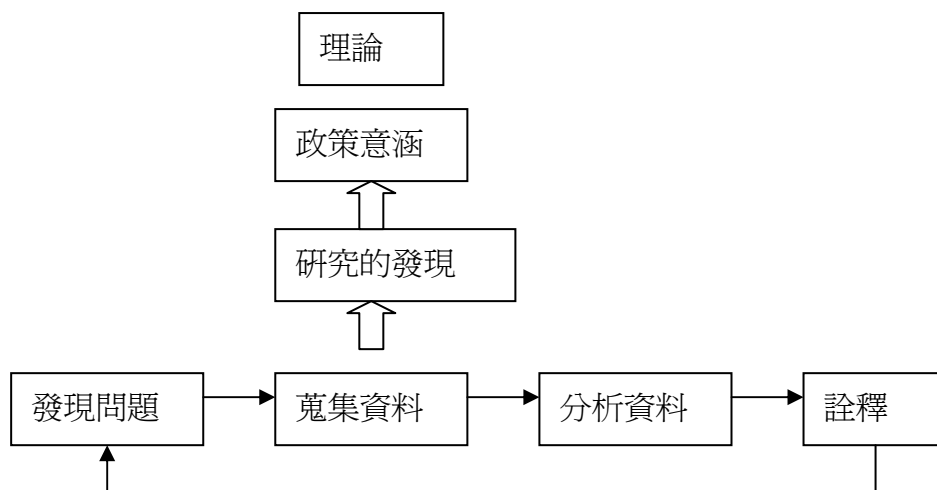 理論
政策意涵
研究的發現
發現問題
蒐集資料
分析資料
詮釋